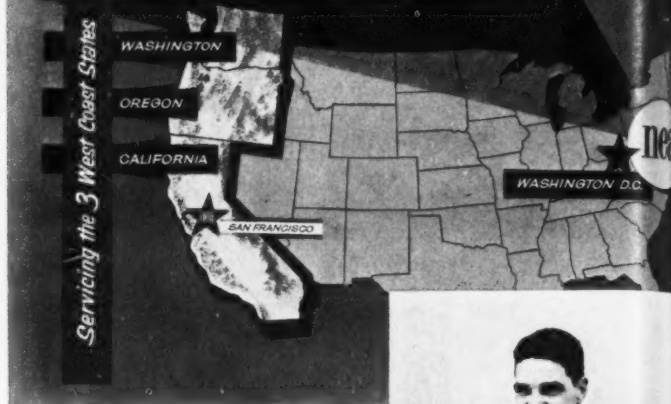 Servicing the 3 West Coast States
WASHINGTON
OREGON
CALIFORNIA
SAN FRANCISCO
WASHINGTON D.C.